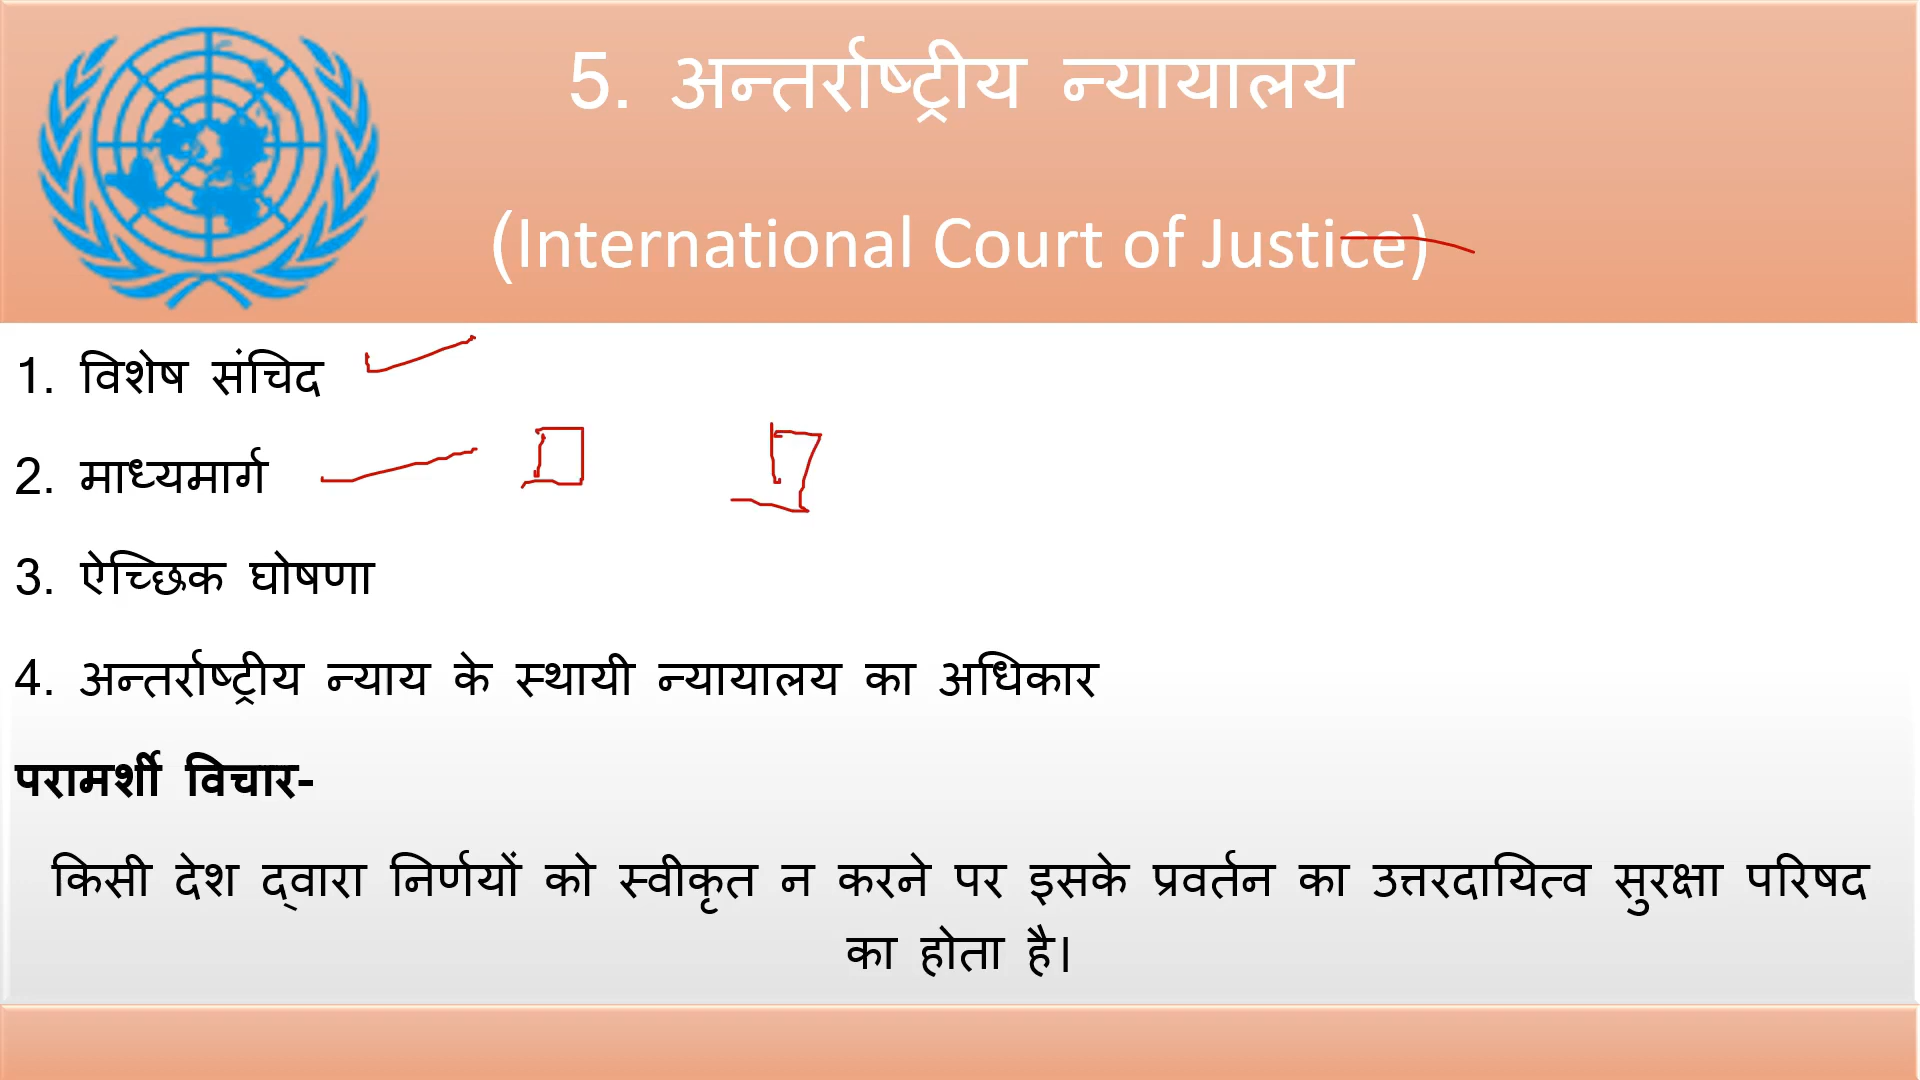 5. अन्तर्राष्ट्रीय न्यायालय
(International Court of Justice)
1. विशेष संचिद
2. माध्यमार्ग
3. ऐच्छिक घोषणा
4. अन्तर्राष्ट्रीय न्याय के स्थायी न्यायालय का अधिकार
परामर्शी विचार-
किसी देश द्वारा निर्णयों को स्वीकृत न करने पर इसके प्रवर्तन का उत्तरदायित्व सुरक्षा परिषद
का होता है।